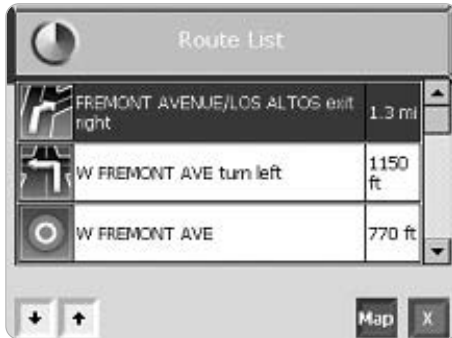 Route List
FREMONT AVENUE/LOS ALTOS exit
right
1.3 mi
W FREMONT AVE turn left
1150
ft
W FREMONT AVE
770 ft
Map
X